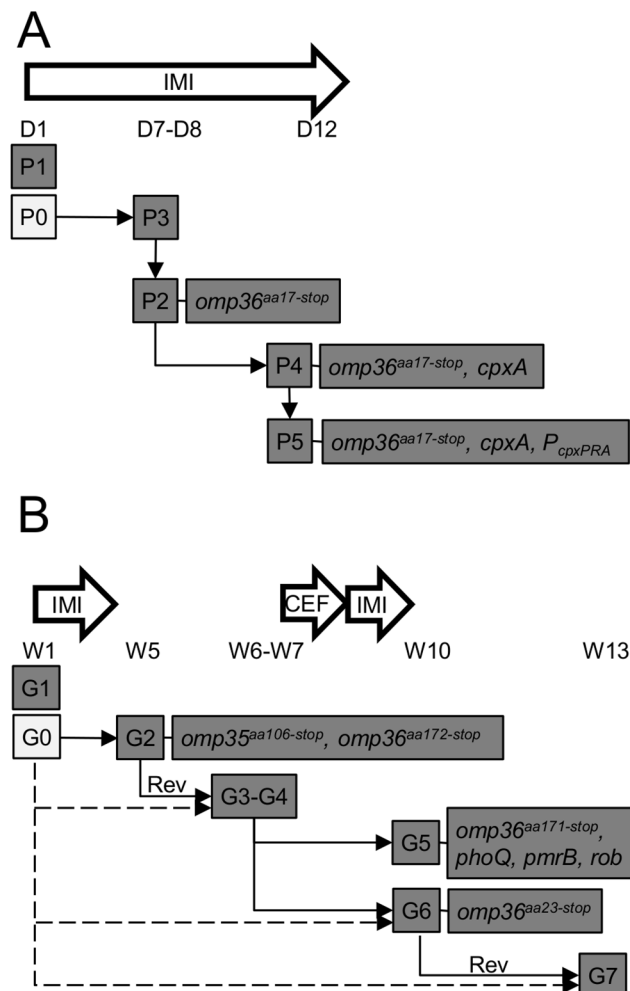 A
IMI
D1 D7-D8 D12
P1
P0 P3
P2 omp36aa17-stop
P4 omp36aa17-stop, cpxA
P5 omp36aa17-stop, cpxA, PcpxPRA
B
IMI CEF IMI
W1 W5 W6-W7 W10 W13
G1
G0 G2 omp35aa106-stop, omp36aa172-stop
Rev G3-G4
G5 omp36aa171-stop,
phoQ, pmrB, rob
G6 omp36aa23-stop
Rev G7